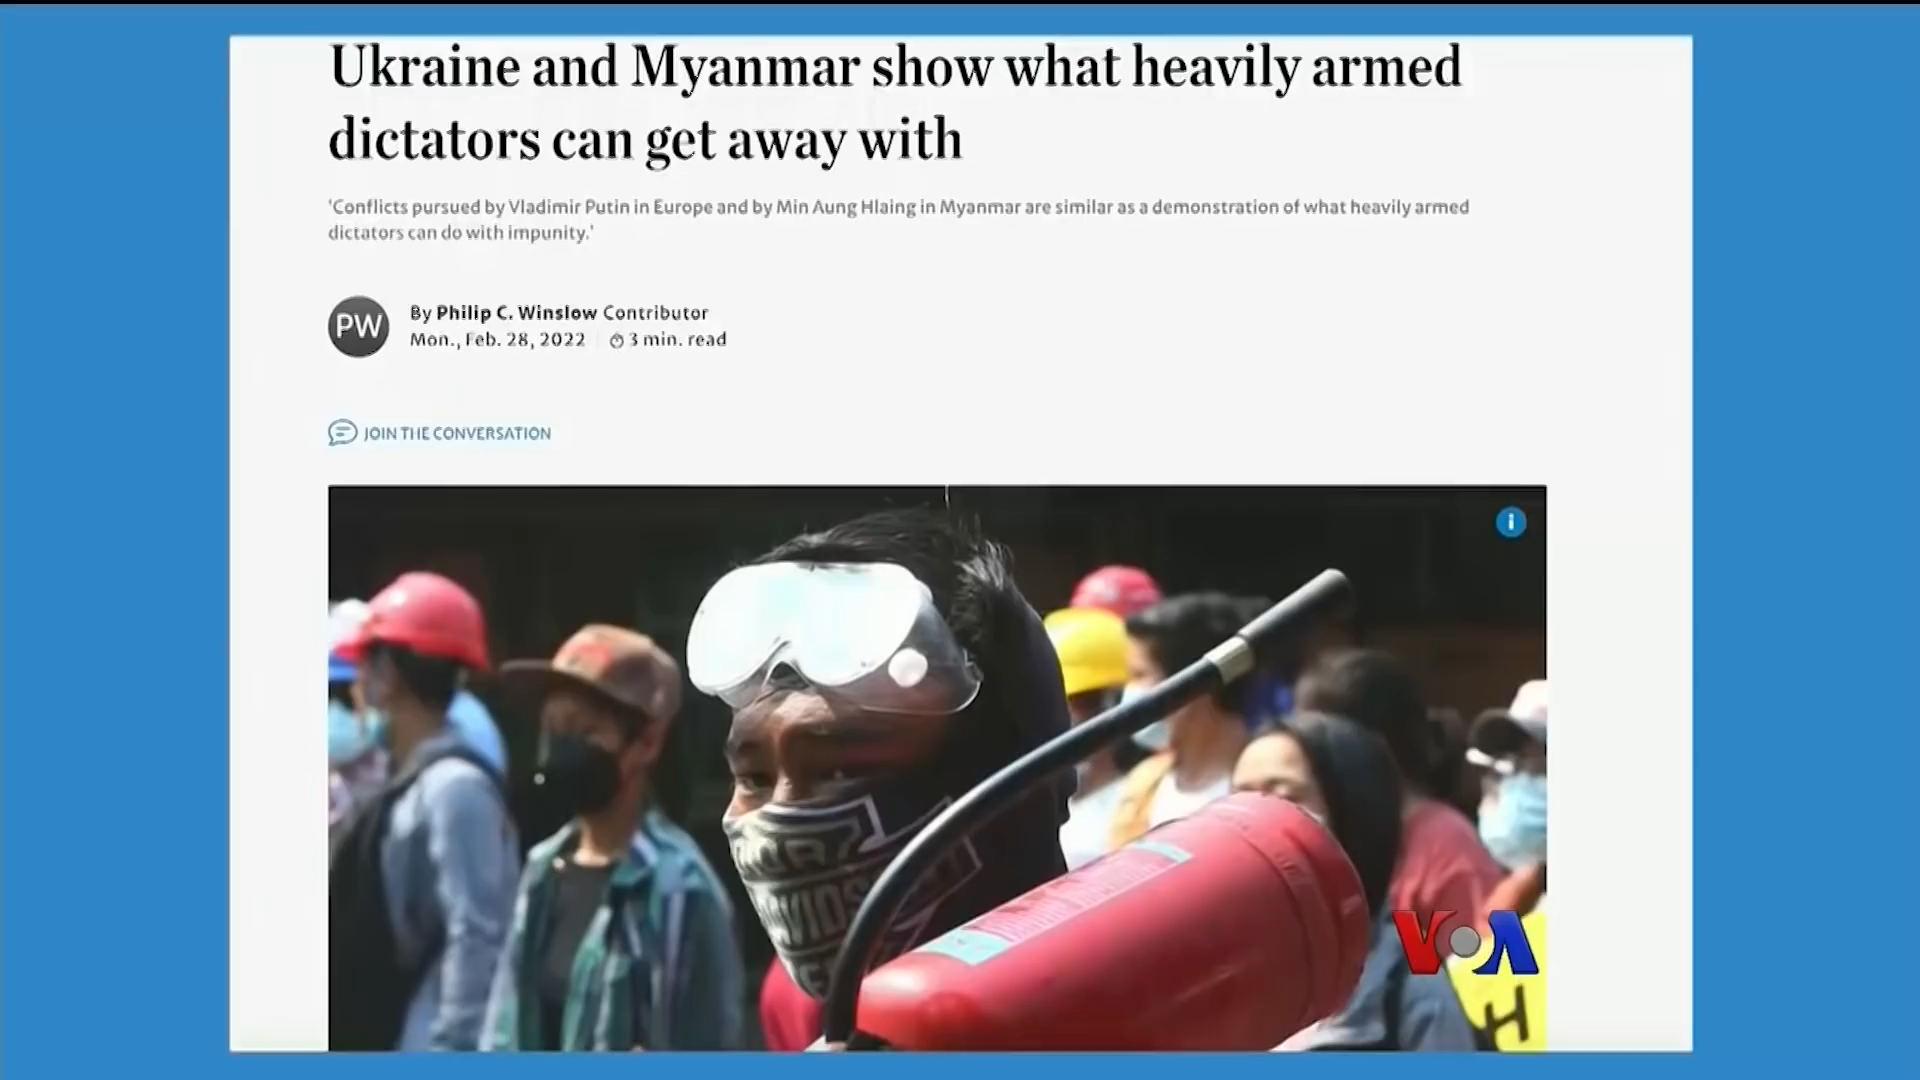 Ukraine and Myanmar show what heavily armed
dictators can get away with
'Conflicts pursued by Vladimir Putin in Europe and by Min Aung Hlaing in Myanmar are similar as a demonstration of what heavily armed
dictators can do with impunity.'
PW
By Philip C. Winslow Contributor
Mon., Feb. 28, 2022 3 min. read
JOIN THE CONVERSATION
i
VOA
H